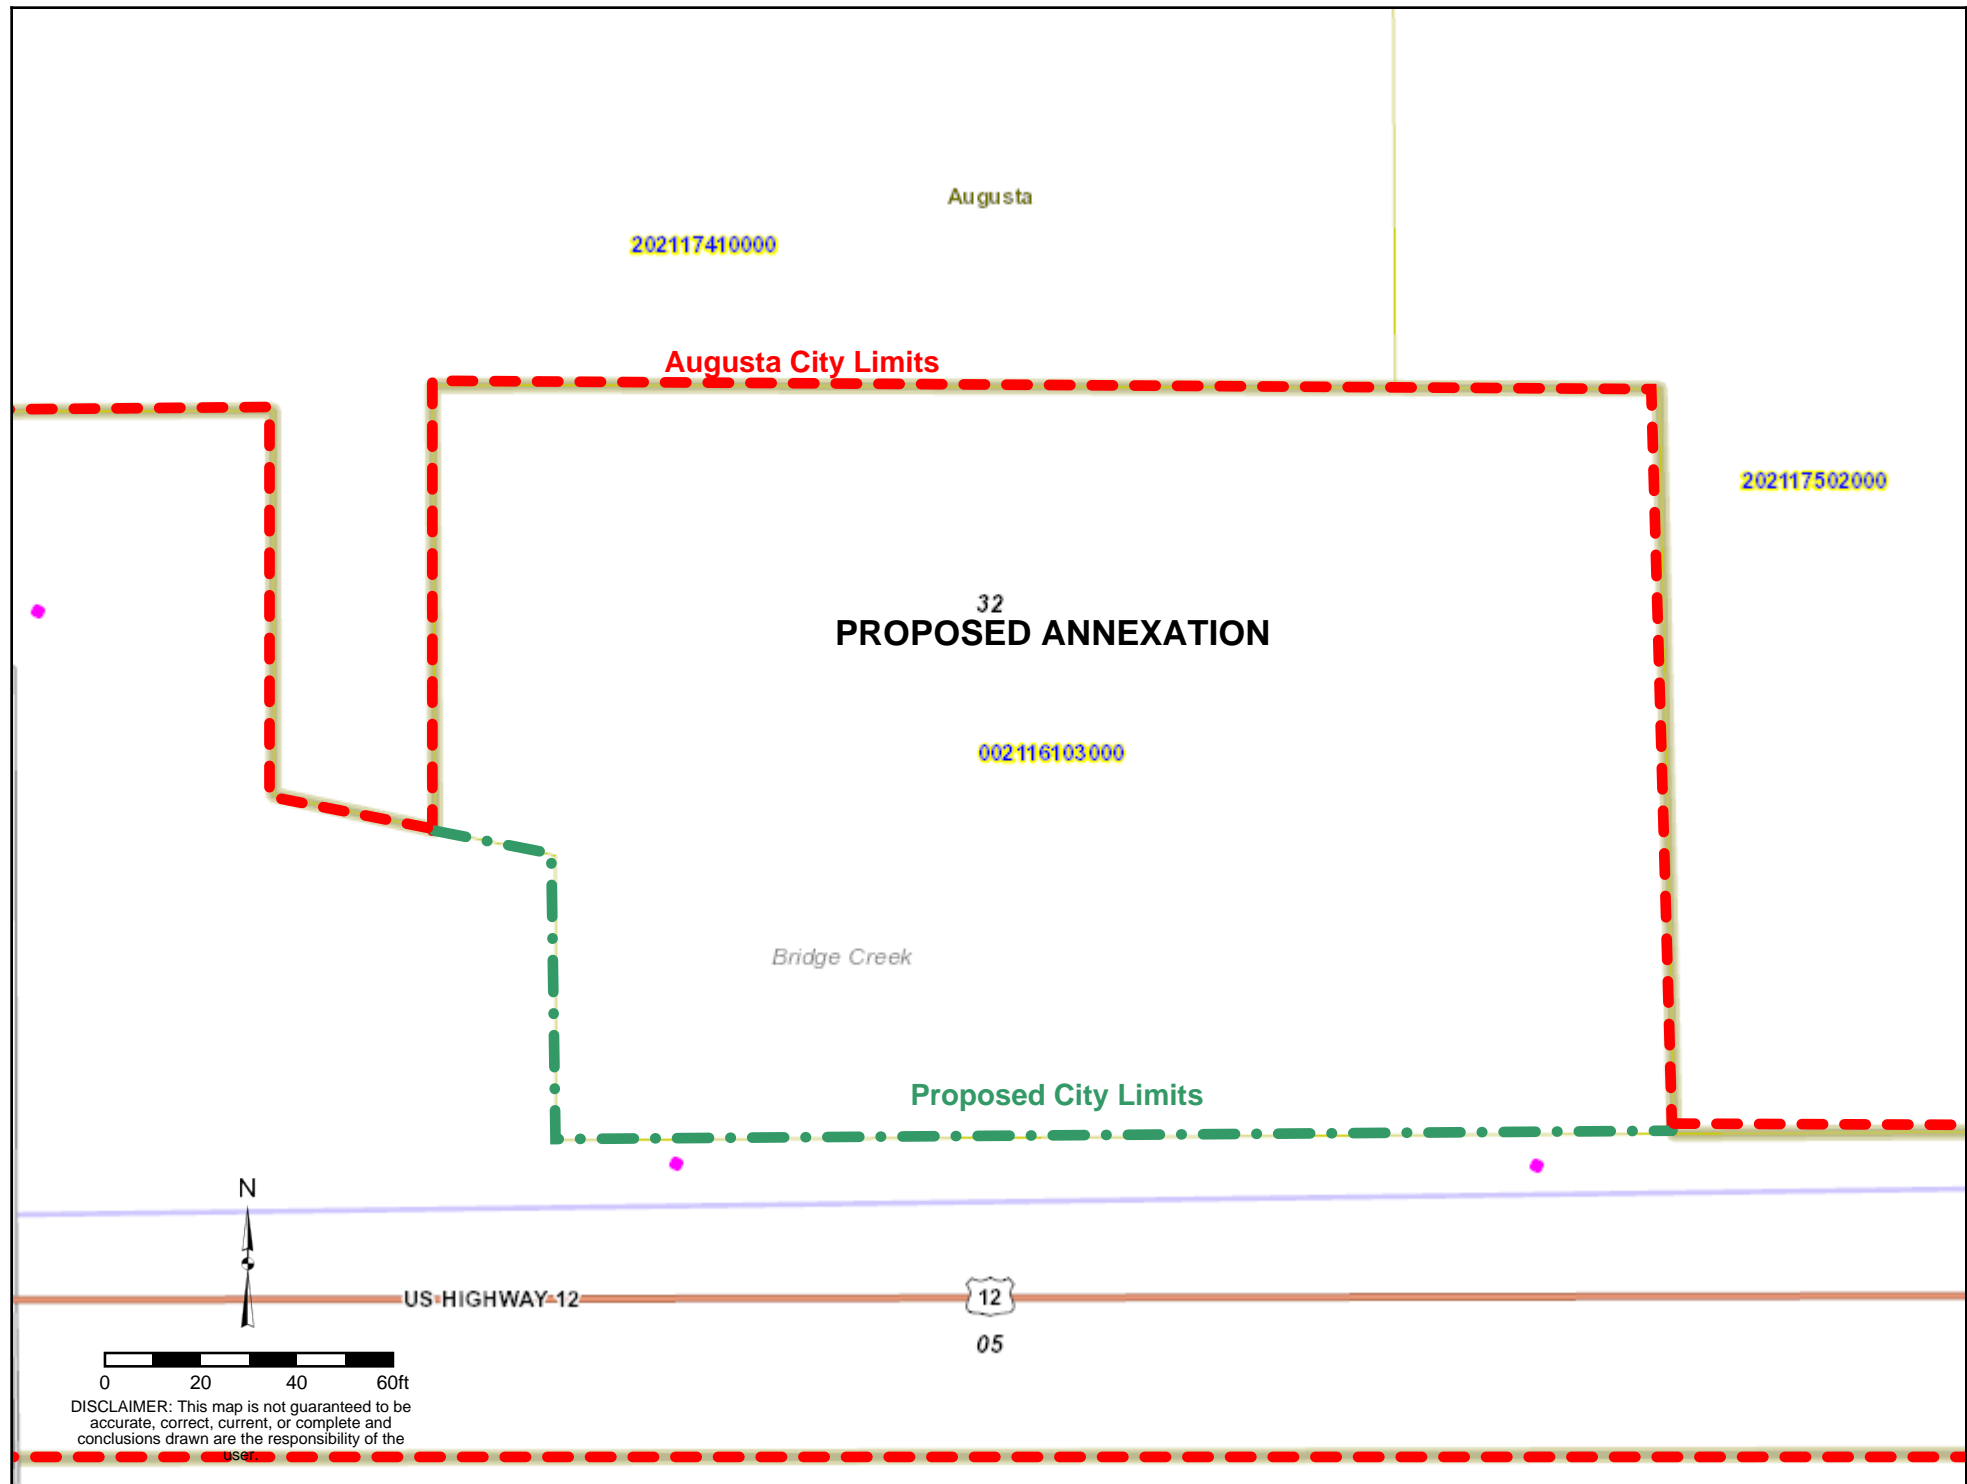 Augusta
202117410000
Augusta City Limits
202117502000
32
PROPOSED ANNEXATION
002116103000
Bridge Creek
Proposed City Limits
N
US HIGHWAY 12
12
05
0 20 40 60ft
DISCLAIMER: This map is not guaranteed to be
accurate, correct, current, or complete and
conclusions drawn are the responsibility of the
user.